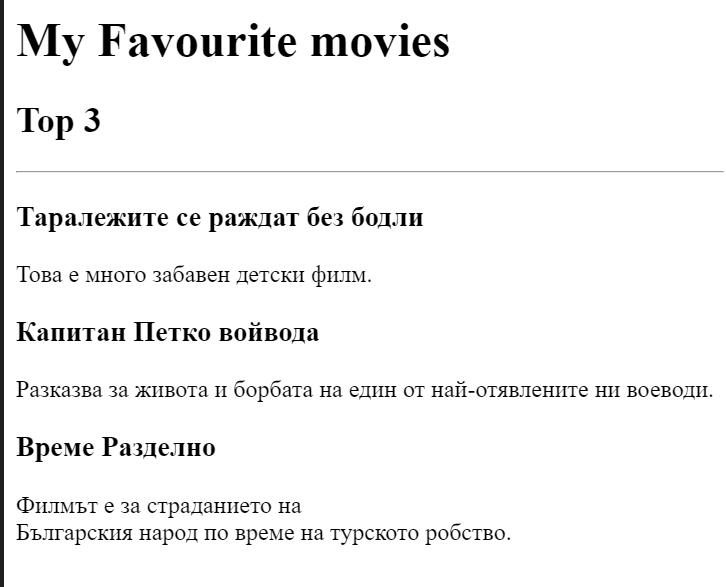 My Favourite movies
Top 3
Таралежите се раждат без бодли
Това е много забавен детски филм.
Капитан Петко войвода
Разказва за живота и борбата на един от най-отявлените ни воеводи.
Време Разделно
Филмът е за страданието на
Българския народ по време на турското робство.